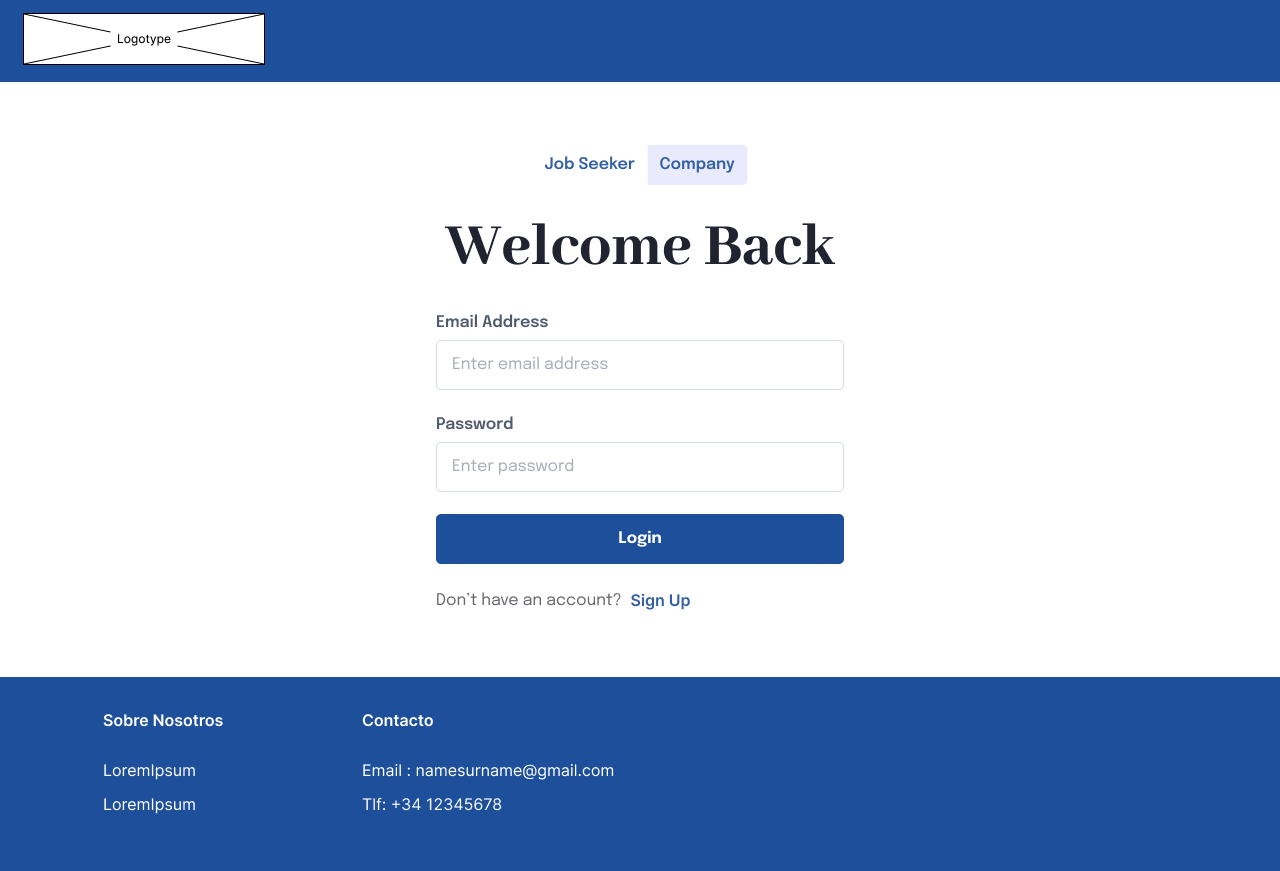 Logotype
Job Seeker Company
Welcome Back
Email Address
Enter email address
Password
Enter password
Login
Don’t have an account? Sign Up
Sobre Nosotros
LoremIpsum
LoremIpsum
Contacto
Email : namesurname@gmail.com
Tlf: +34 12345678